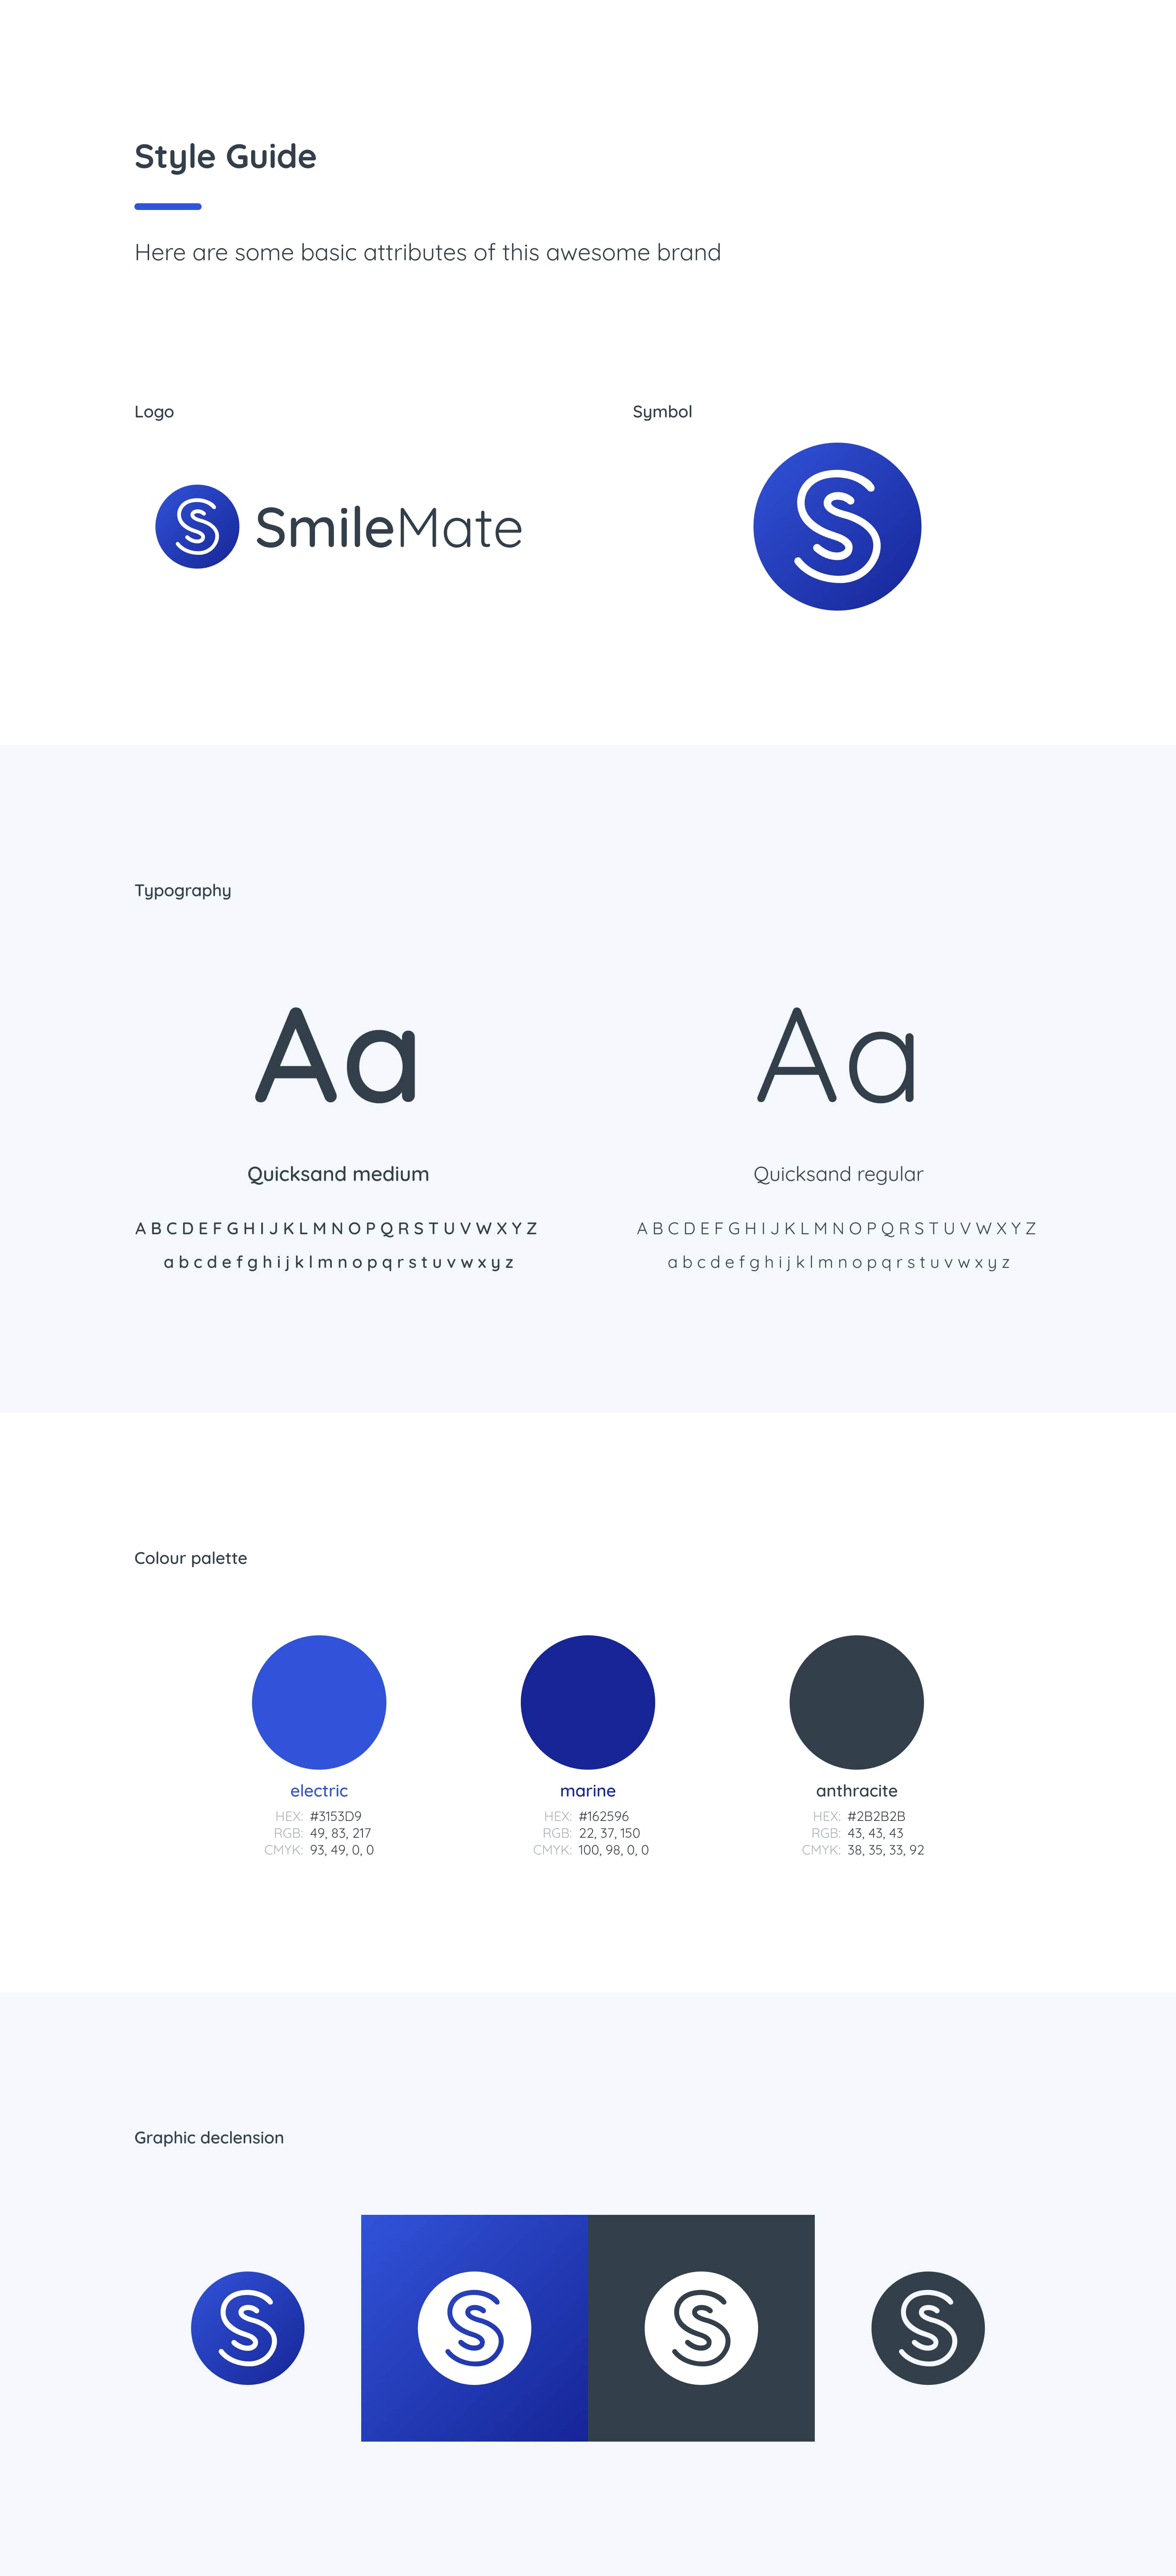 Style Guide
Here are some basic attributes of this awesome brand
Logo
Symbol
S
SmileMate
S
Typography
Aa
Aa
Quicksand medium
Quicksand regular
A B C D E F G H I J K L M N O P Q R S T U V W X Y Z
a b c d e f g h i j k l m n o p q r s t u v w x y z
A B C D E F G H I J K L M N O P Q R S T U V W X Y Z
a b c d e f g h i j k l m n o p q r s t u v w x y z
Colour palette
electric
HEX: #3153D9
RGB: 49, 83, 217
CMYK: 93, 49, 0, 0
marine
HEX: #162596
RGB: 22, 37, 150
CMYK: 100, 98, 0, 0
anthracite
HEX: #2B2B2B
RGB: 43, 43, 43
CMYK: 38, 35, 33, 92
Graphic declension
S
S
S
S